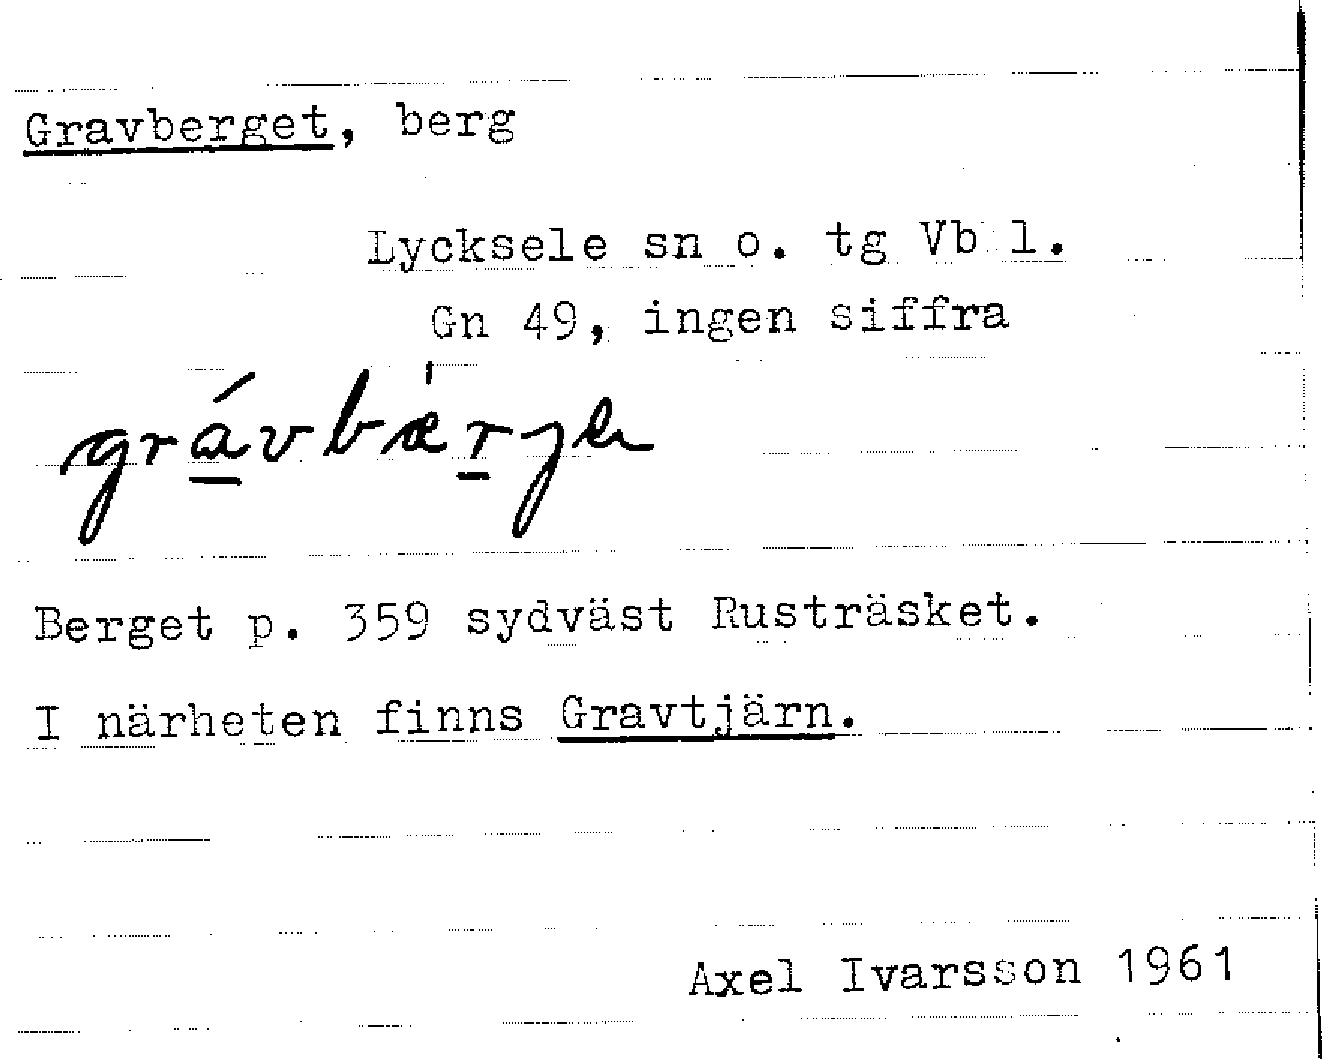 Gravberget, berg
Lycksele sn o. tg Vb l.
Gn 49, ingen siffra
grávbærje
Berget p. 359 sydväst Rusträsket.
I närheten finns Gravtjärn.
Axel Ivarsson 1961